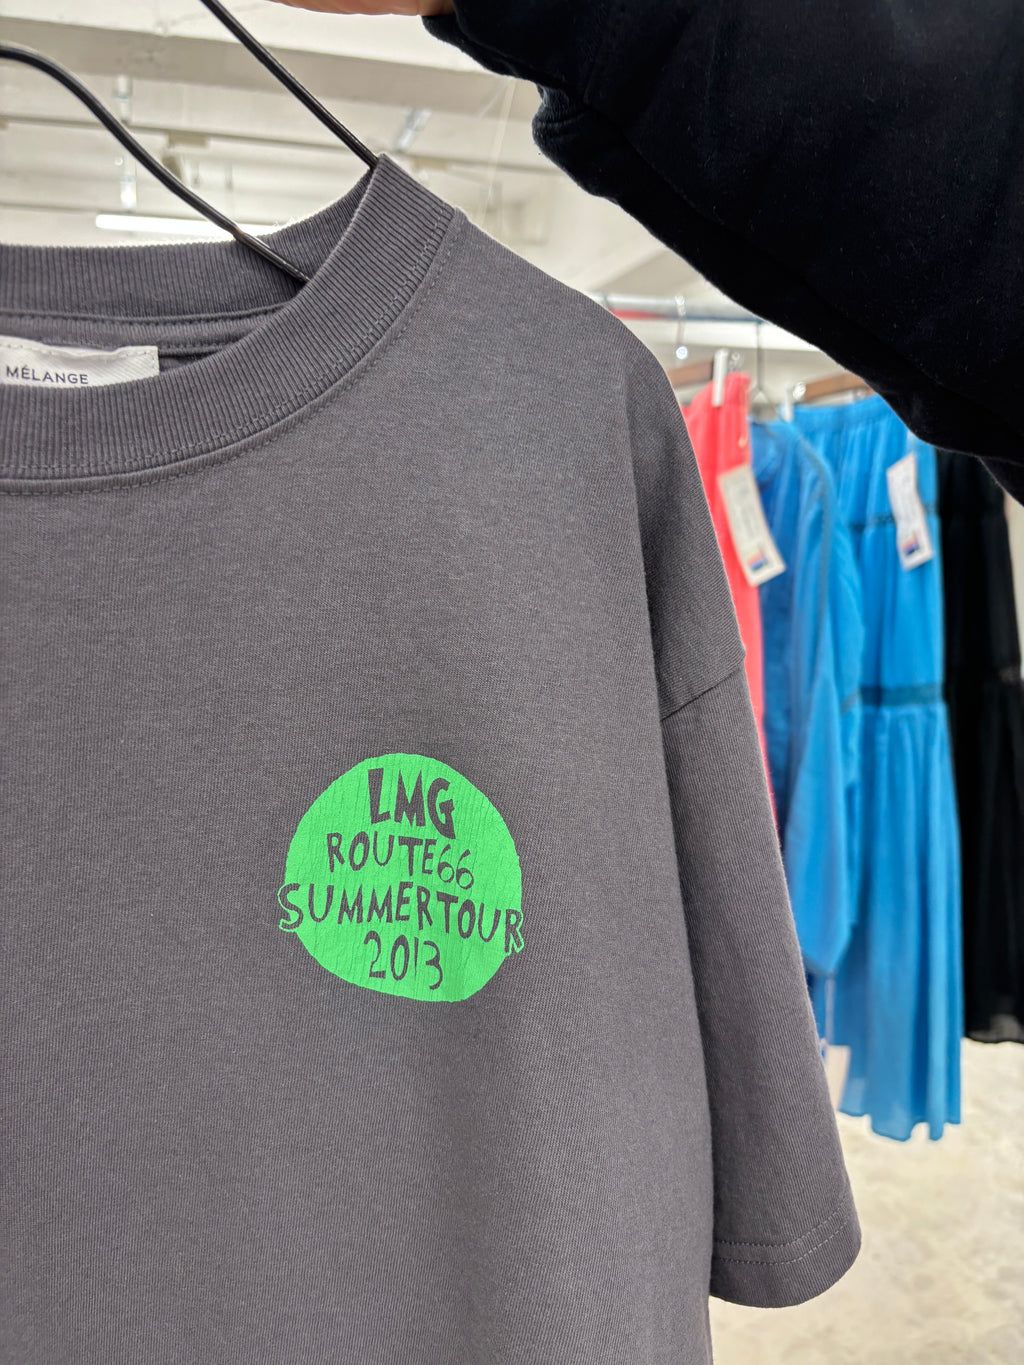 MÉLANGE
LMG
ROUTE66
SUMMERTOUR
2013